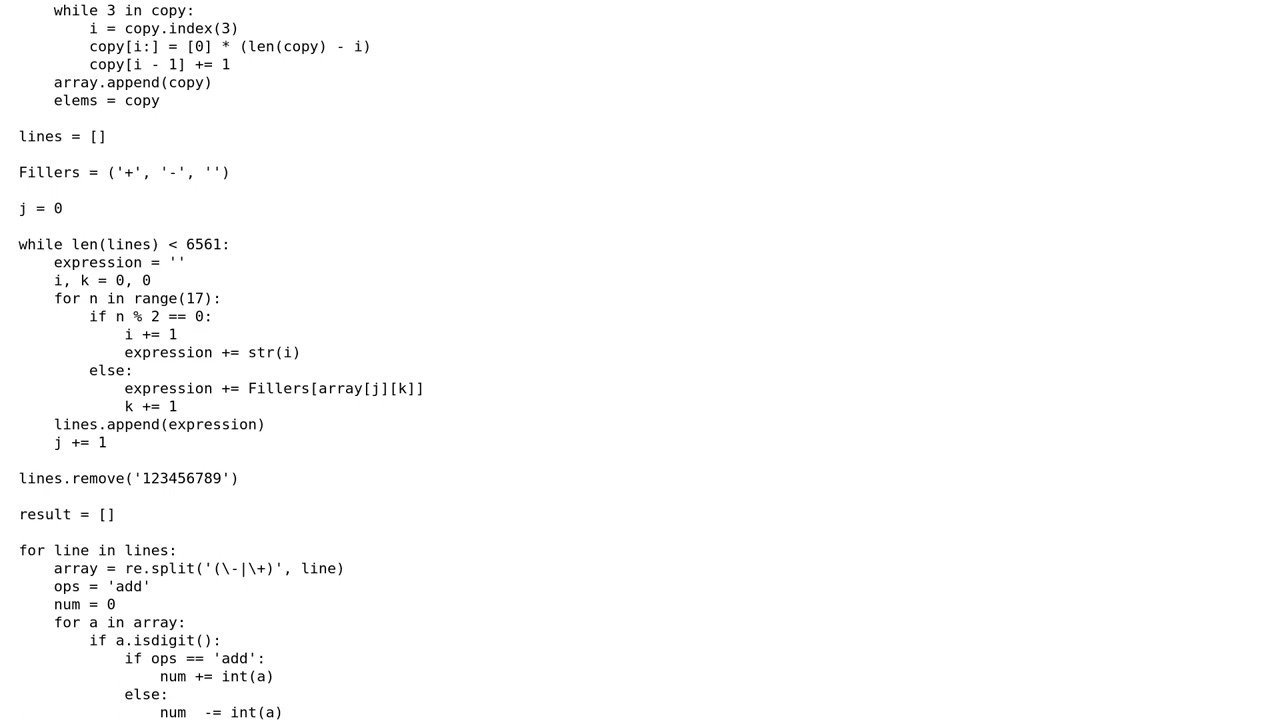 while 3 in copy:
        i = copy.index(3)
        copy[i:] = [0] * (len(copy) - i)
        copy[i - 1] += 1
    array.append(copy)
    elems = copy

lines = []

Fillers = ('+', '-', '')

j = 0

while len(lines) < 6561:
    expression = ''
    i, k = 0, 0
    for n in range(17):
        if n % 2 == 0:
            i += 1
            expression += str(i)
        else:
            expression += Fillers[array[j][k]]
            k += 1
    lines.append(expression)
    j += 1

lines.remove('123456789')

result = []

for line in lines:
    array = re.split('(\-|\+)', line)
    ops = 'add'
    num = 0
    for a in array:
        if a.isdigit():
            if ops == 'add':
                num += int(a)
            else:
                num  -= int(a)